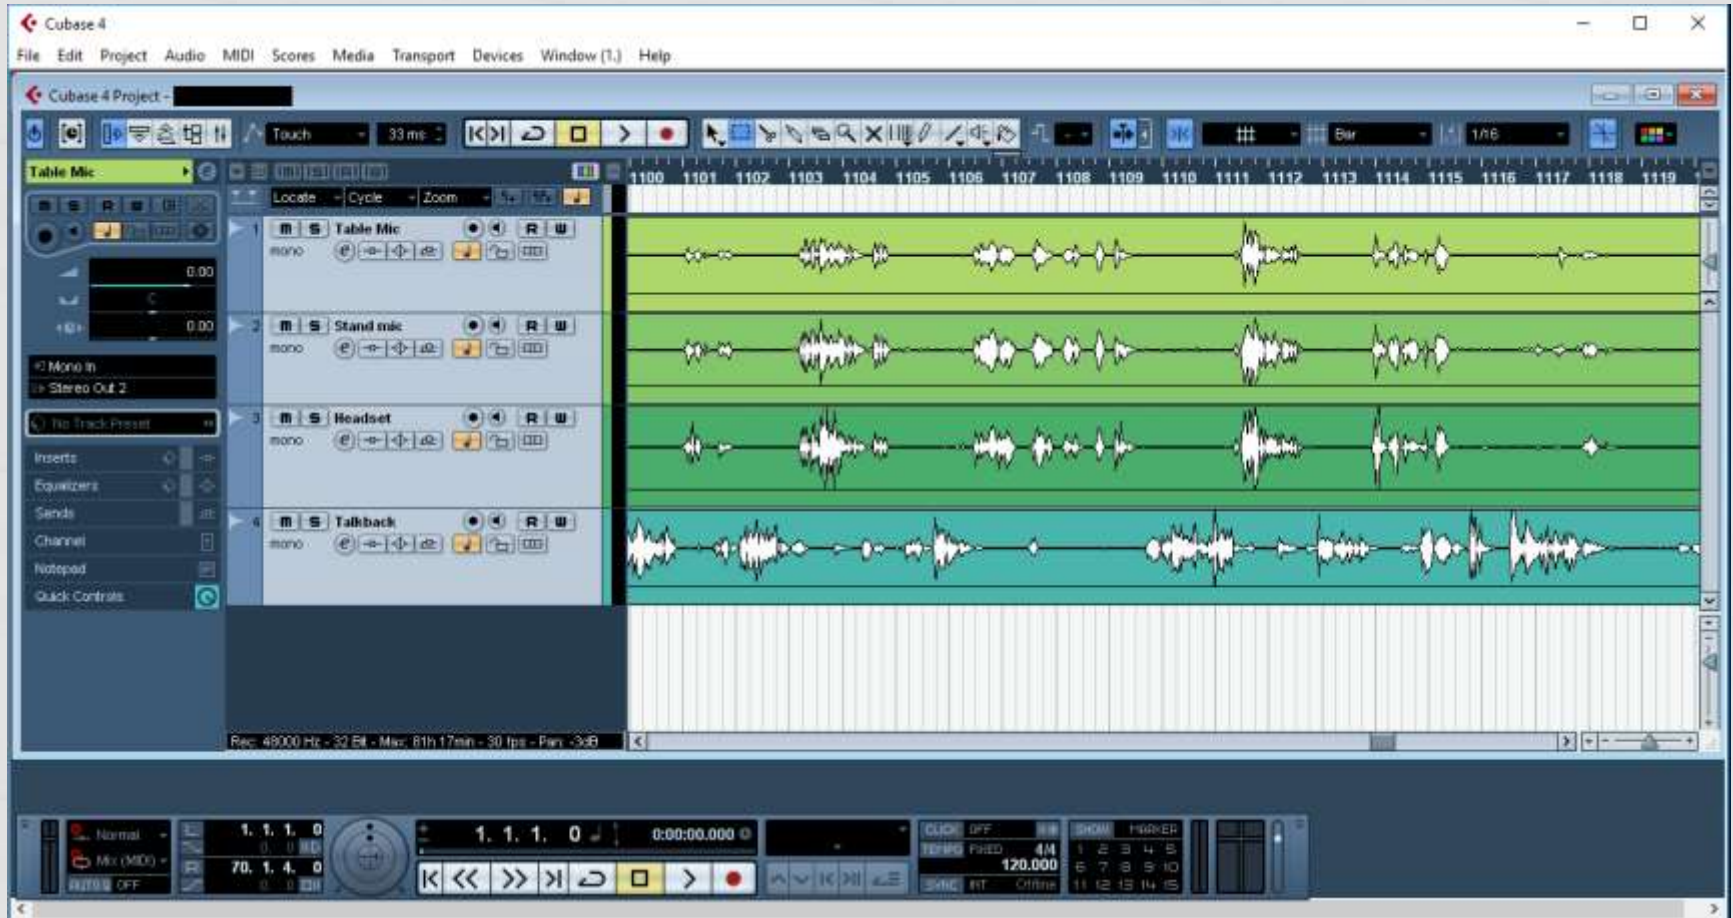 Cubase 4
File Edit Project Audio MIDI Scores Media Transport Devices Window (1.) Help
Cubase 4 Project -
Touch 33 ms Bar 1/16
Table Mic
1100 1101 1102 1103 1104 1105 1106 1107 1108 1109 1110 1111 1112 1113 1114 1115 1116 1117 1118 1119
Locate Cycle Zoom
1 m S Table Mic R W
mono
0.00
C
0.00
2 m S Stand mic R W
mono
Mono In
Stereo Out 2
No Track Preset
3 m S Headset R W
mono
Inserts
Equalizers
Sends
4 m S Talkback R W
mono
Channel
Notepad
Quick Controls
Rec: 48000 Hz - 32 Bit - Max: 81h 17min - 30 fps - Pan: -3dB
Normal
Mix (MIDI)
AUTO Q OFF
1. 1. 1. 0
70. 1. 4. 0
1. 1. 1. 0 0:00:00.000
CLICK OFF
TEMPO FIXED 4/4
120.000
SYNC INT Offline
SHOW MARKER
1 2 3 4 5
6 7 8 9 10
11 12 13 14 15